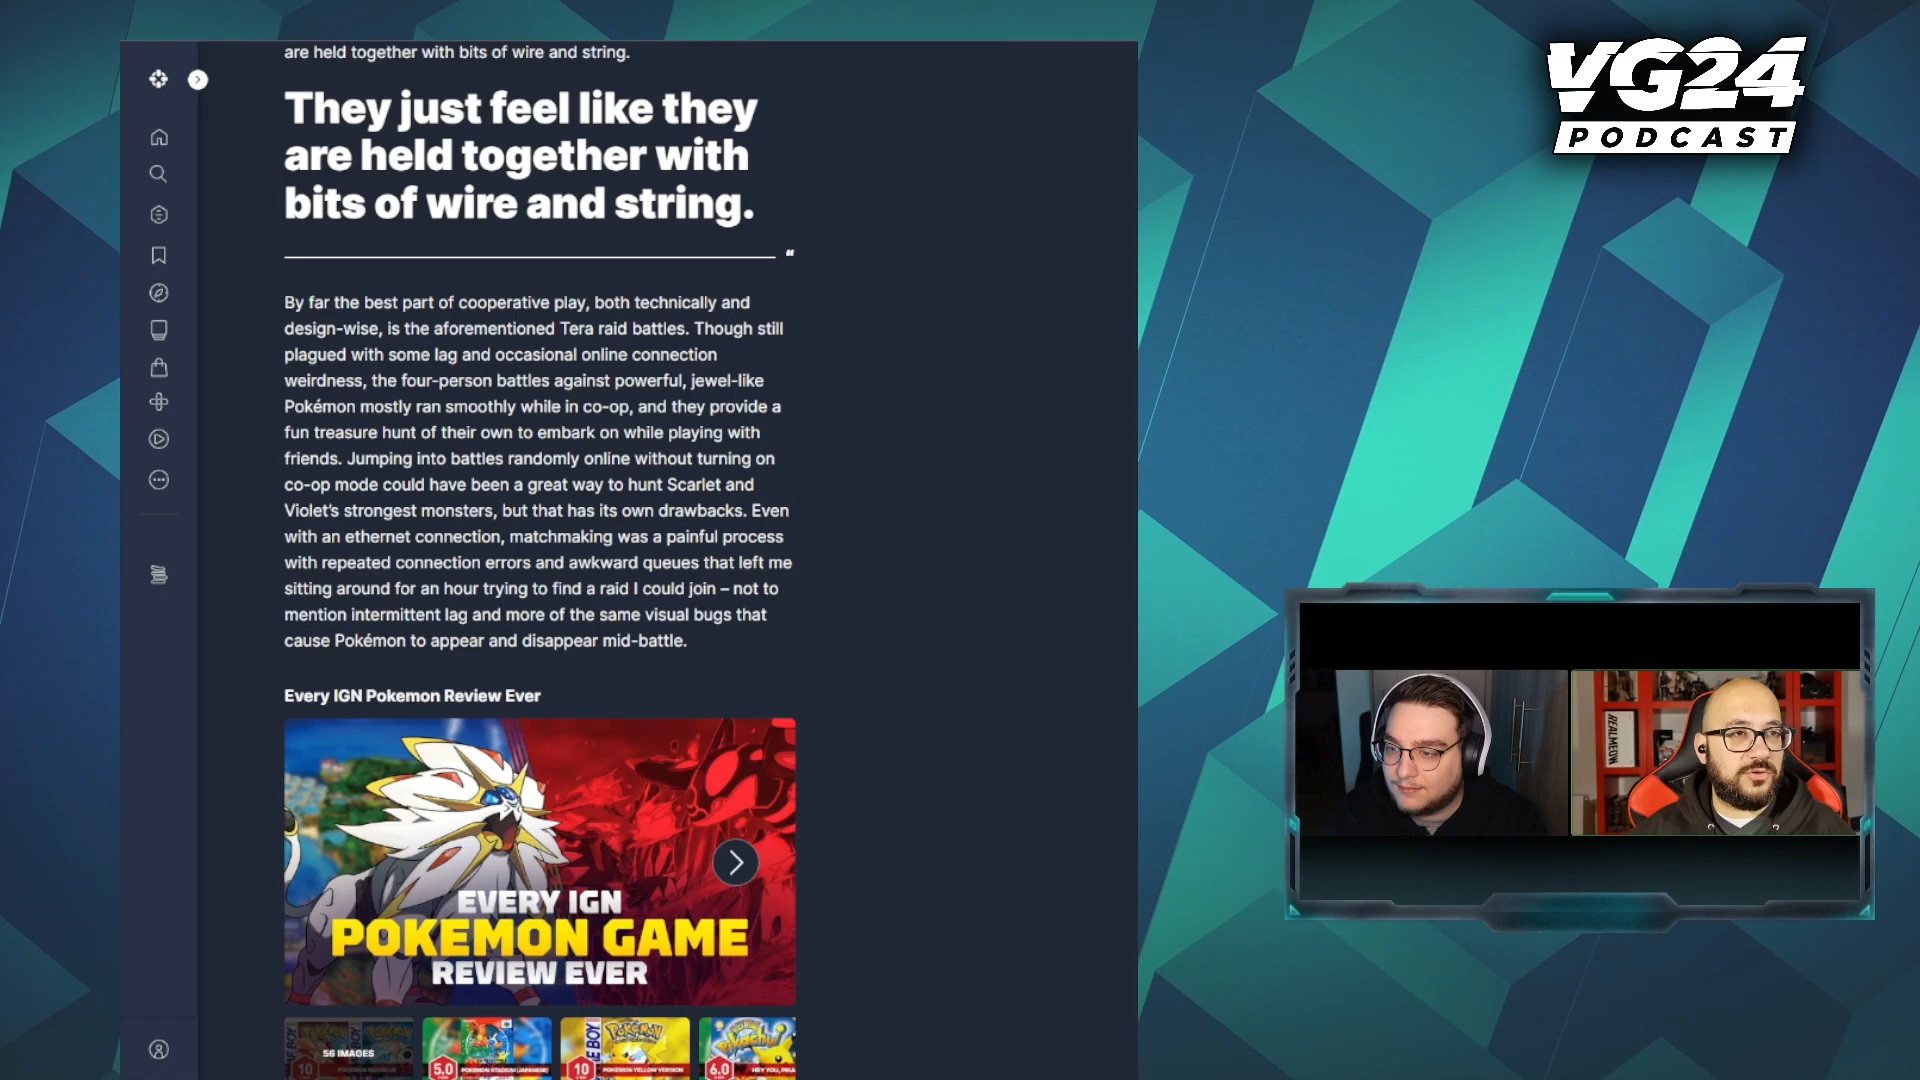 are held together with bits of wire and string.
They just feel like they
are held together with
bits of wire and string.
“
By far the best part of cooperative play, both technically and
design-wise, is the aforementioned Tera raid battles. Though still
plagued with some lag and occasional online connection
weirdness, the four-person battles against powerful, jewel-like
Pokémon mostly ran smoothly while in co-op, and they provide a
fun treasure hunt of their own to embark on while playing with
friends. Jumping into battles randomly online without turning on
co-op mode could have been a great way to hunt Scarlet and
Violet’s strongest monsters, but that has its own drawbacks. Even
with an ethernet connection, matchmaking was a painful process
with repeated connection errors and awkward queues that left me
sitting around for an hour trying to find a raid I could join – not to
mention intermittent lag and more of the same visual bugs that
cause Pokémon to appear and disappear mid-battle.
Every IGN Pokemon Review Ever
EVERY IGN
POKEMON GAME
REVIEW EVER
56 IMAGES
10
5.0
POKEMON STADIUM (JAPANESE)
Pokémon
10
POKEMON YELLOW VERSION
Pikachu!
6.0
VG24
PODCAST
REALMEON